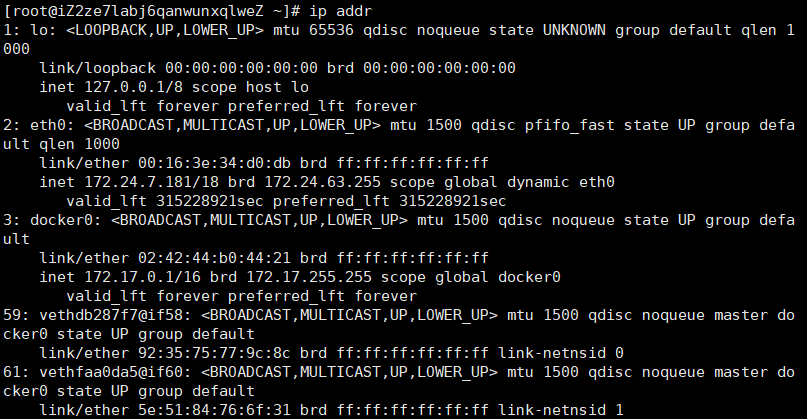 [root@iZ2ze7labj6qanwunxqlweZ ~]# ip addr
1: lo: <LOOPBACK,UP,LOWER_UP> mtu 65536 qdisc noqueue state UNKNOWN group default qlen 1
000
    link/loopback 00:00:00:00:00:00 brd 00:00:00:00:00:00
    inet 127.0.0.1/8 scope host lo
       valid_lft forever preferred_lft forever
2: eth0: <BROADCAST,MULTICAST,UP,LOWER_UP> mtu 1500 qdisc pfifo_fast state UP group defa
ult qlen 1000
    link/ether 00:16:3e:34:d0:db brd ff:ff:ff:ff:ff:ff
    inet 172.24.7.181/18 brd 172.24.63.255 scope global dynamic eth0
       valid_lft 315228921sec preferred_lft 315228921sec
3: docker0: <BROADCAST,MULTICAST,UP,LOWER_UP> mtu 1500 qdisc noqueue state UP group defa
ult
    link/ether 02:42:44:b0:44:21 brd ff:ff:ff:ff:ff:ff
    inet 172.17.0.1/16 brd 172.17.255.255 scope global docker0
       valid_lft forever preferred_lft forever
59: vethdb287f7@if58: <BROADCAST,MULTICAST,UP,LOWER_UP> mtu 1500 qdisc noqueue master do
cker0 state UP group default
    link/ether 92:35:75:77:9c:8c brd ff:ff:ff:ff:ff:ff link-netnsid 0
61: vethfaa0da5@if60: <BROADCAST,MULTICAST,UP,LOWER_UP> mtu 1500 qdisc noqueue master do
cker0 state UP group default
    link/ether 5e:51:84:76:6f:31 brd ff:ff:ff:ff:ff:ff link-netnsid 1